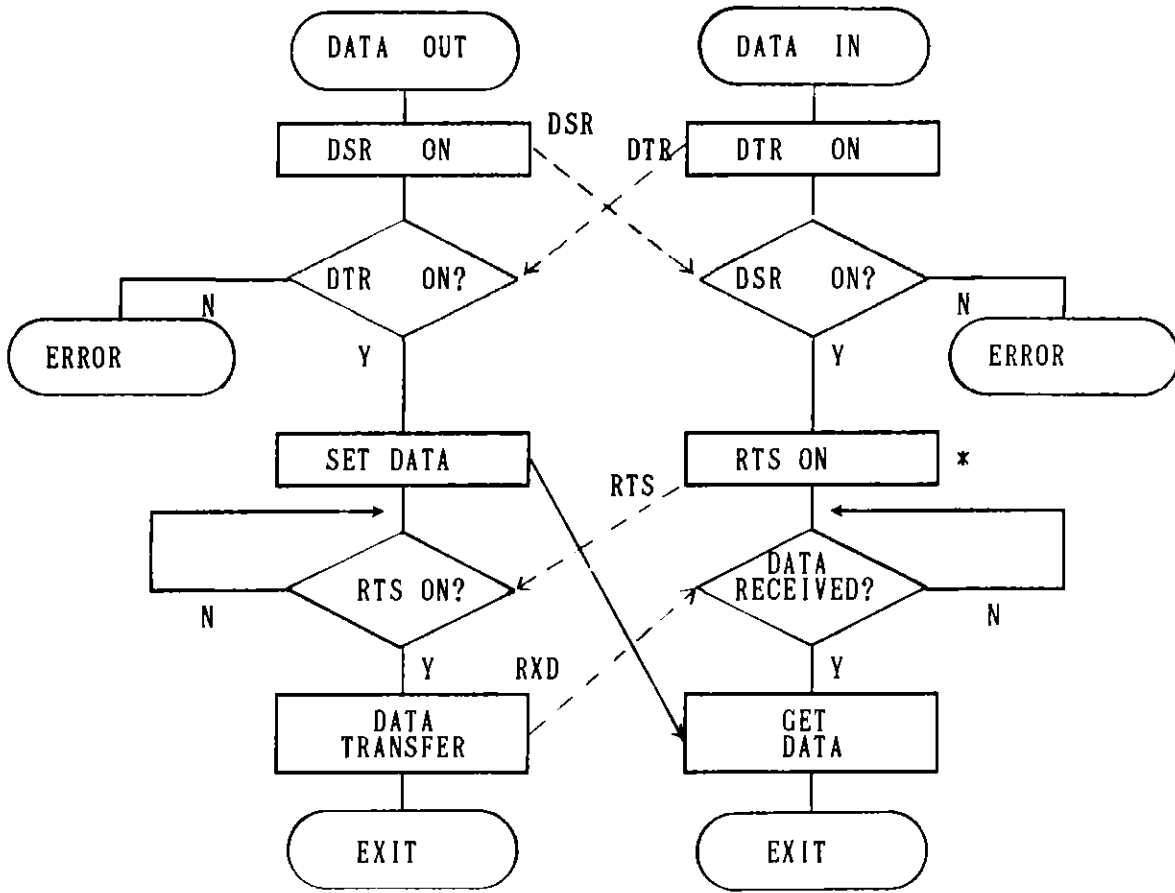 DATA OUT
DATA IN
DSR ON
DSR
DTR
DTR ON
DTR ON?
DSR ON?
N
N
ERROR
Y
Y
ERROR
SET DATA
RTS ON
*
RTS
RTS ON?
DATA
RECEIVED?
N
N
Y
RXD
Y
DATA
TRANSFER
GET
DATA
EXIT
EXIT